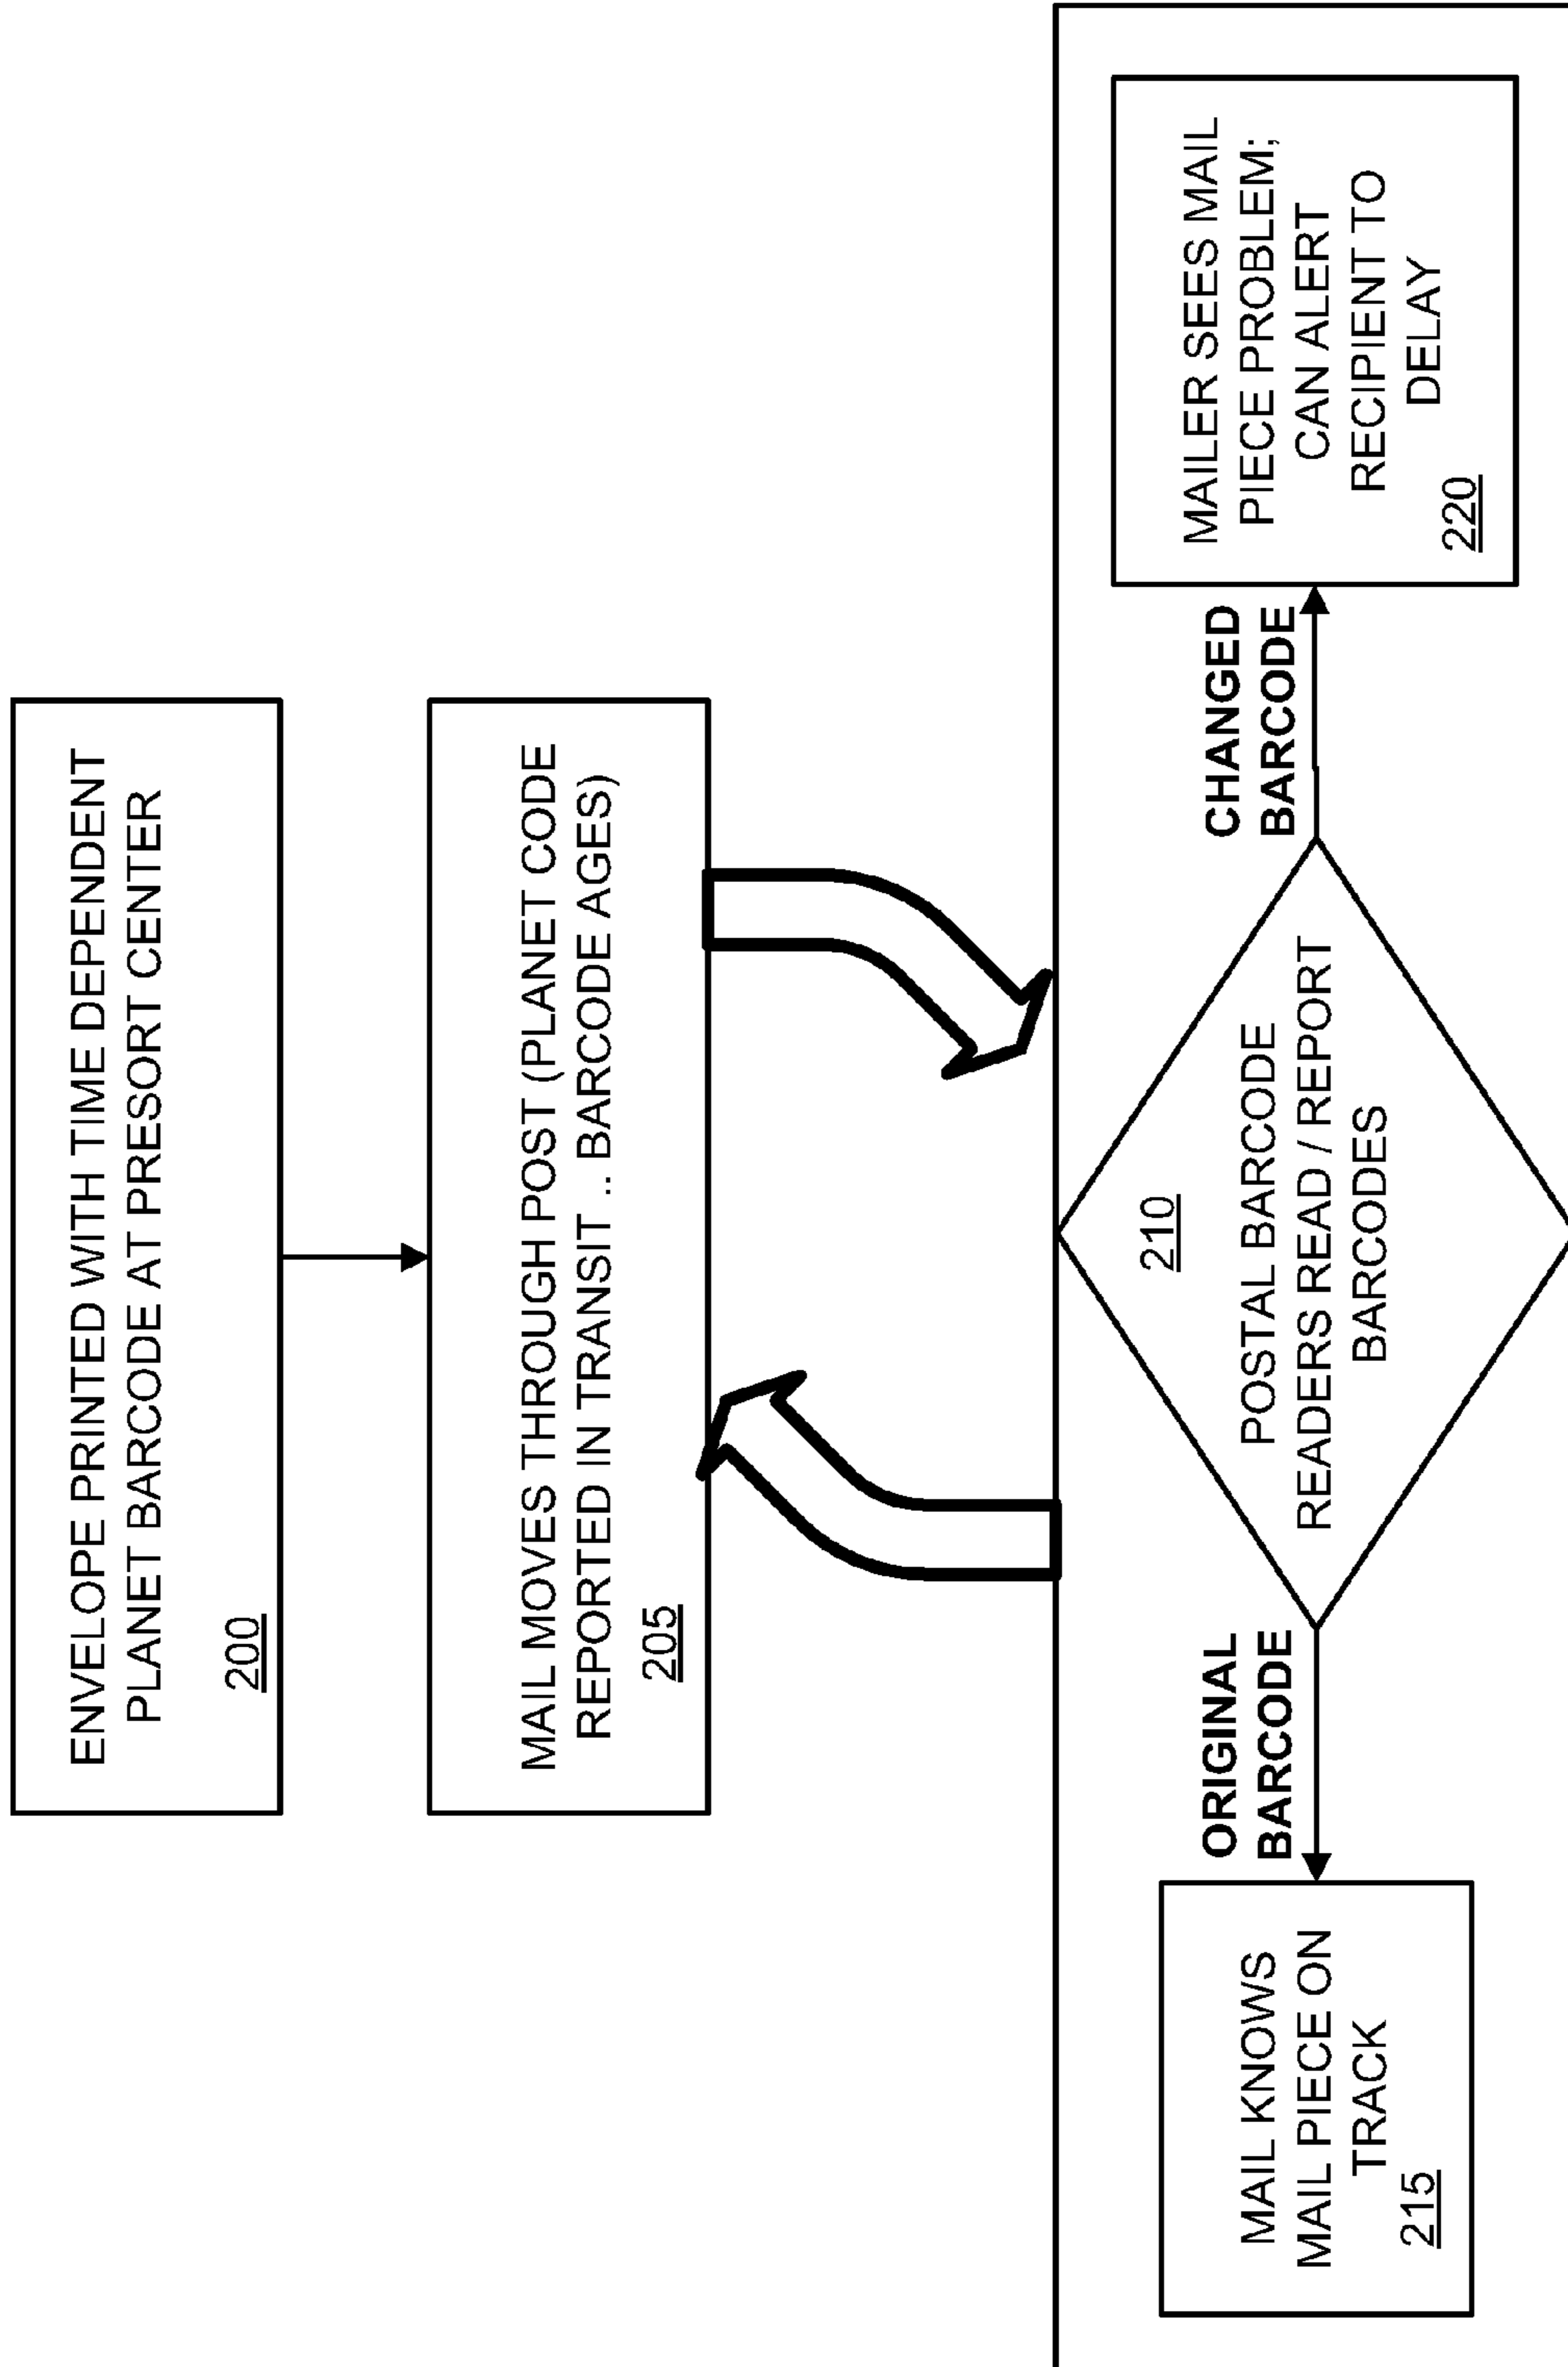 ENVELOPE PRINTED WITH TIME DEPENDENT
PLANET BARCODE AT PRESORT CENTER
200
MAIL MOVES THROUGH POST (PLANET CODE
REPORTED IN TRANSIT .. BARCODE AGES)
205
210
POSTAL BARCODE
READERS READ / REPORT
BARCODES
ORIGINAL
BARCODE
MAIL KNOWS
MAIL PIECE ON
TRACK
215
CHANGED
BARCODE
MAILER SEES MAIL
PIECE PROBLEM;
CAN ALERT
RECIPIENT TO
DELAY
220